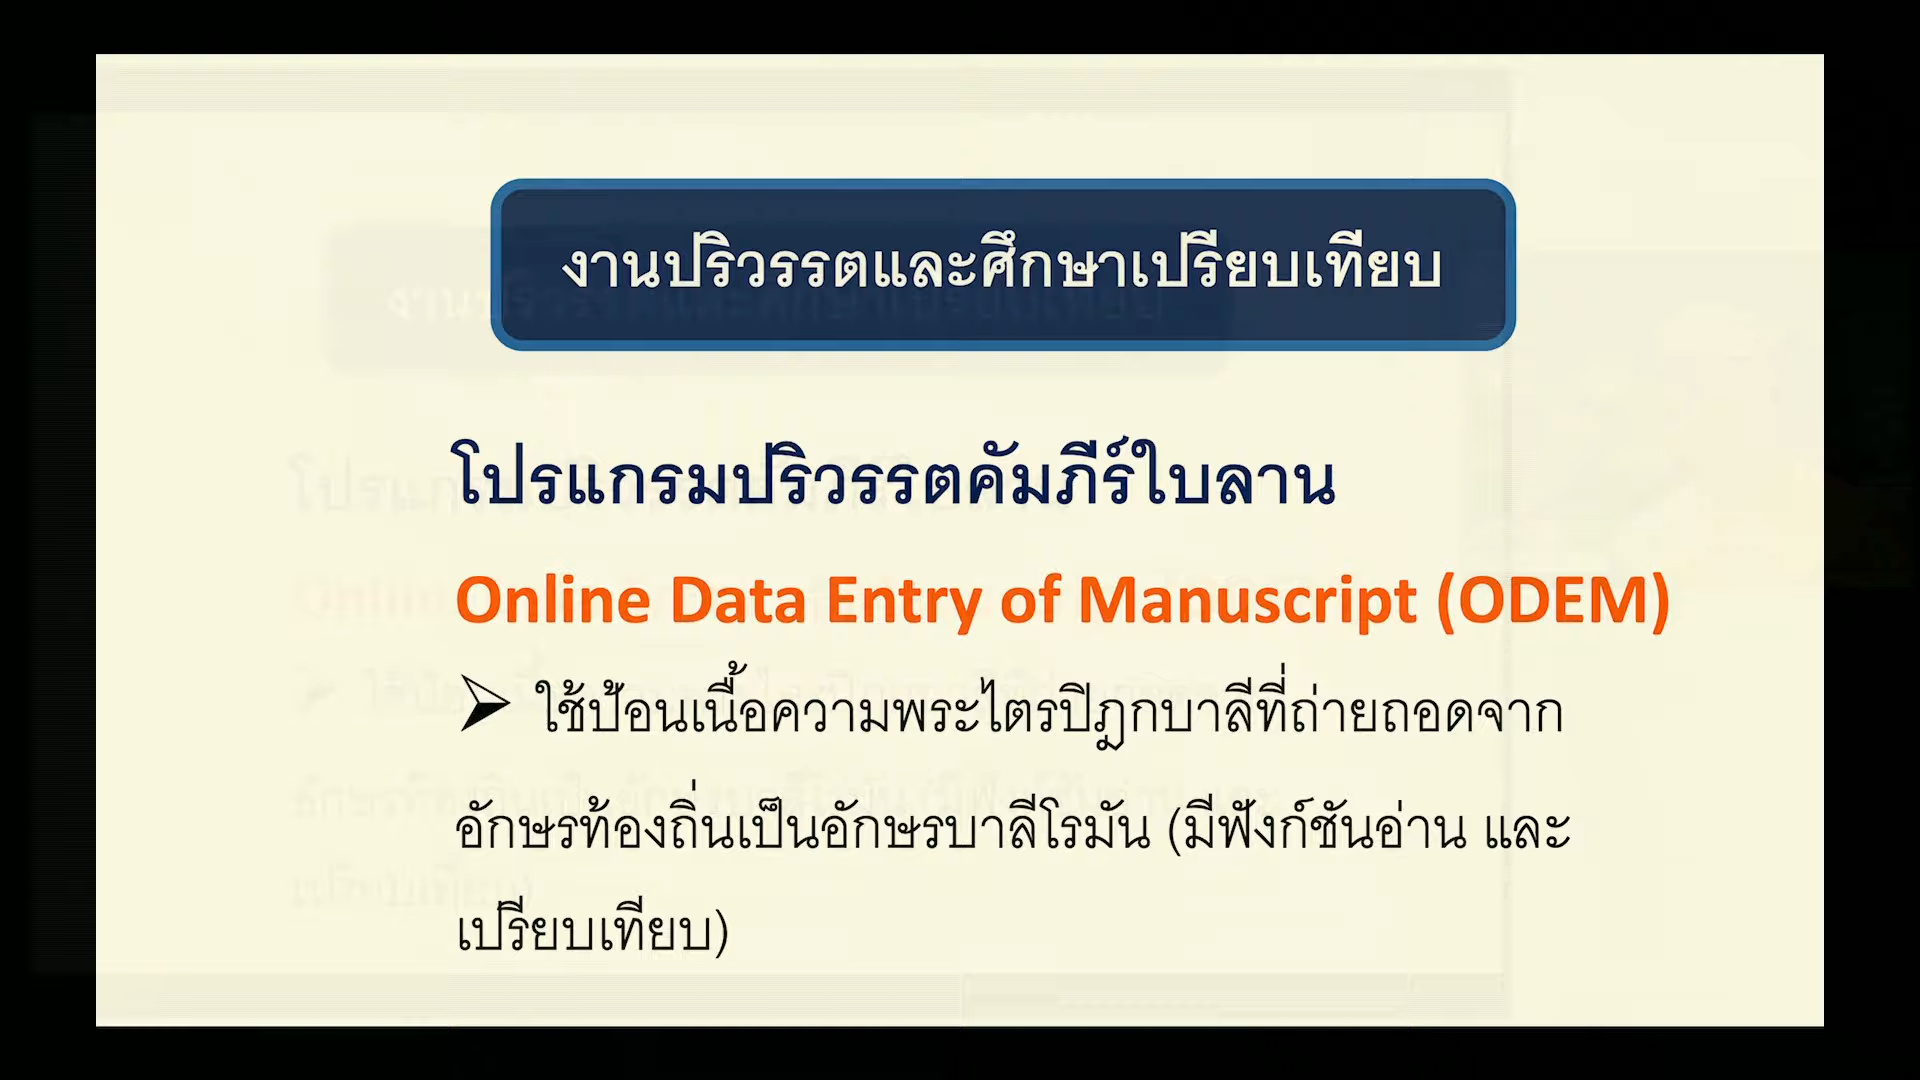 งานปริวรรตและศึกษาเปรียบเทียบ
โปรแกรมปริวรรตคัมภีร์ใบลาน
Online Data Entry of Manuscript (ODEM)
➢ ใช้ป้อนเนื้อความพระไตรปิฎกบาลีที่ถ่ายถอดจาก
อักษรท้องถิ่นเป็นอักษรบาลีโรมัน (มีฟังก์ชันอ่าน และ
เปรียบเทียบ)